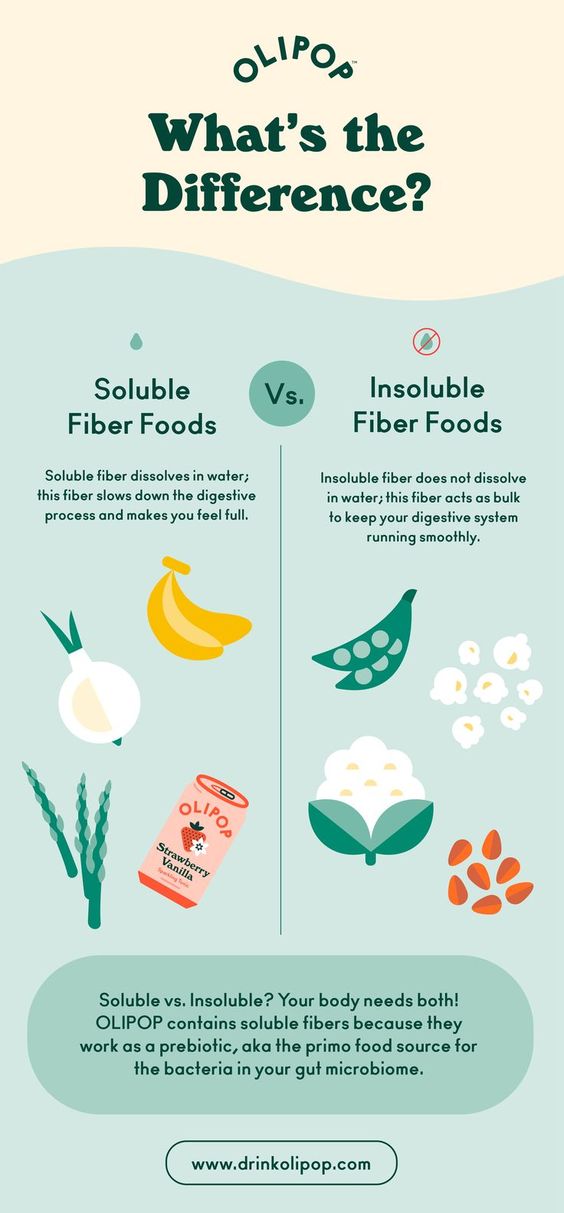 OLIPOP™
What's the
Difference?
Soluble
Fiber Foods
Vs.
Insoluble
Fiber Foods
Soluble fiber dissolves in water;
this fiber slows down the digestive
process and makes you feel full.
Insoluble fiber does not dissolve
in water; this fiber acts as bulk
to keep your digestive system
running smoothly.
OLIPOP
Strawberry
Vanilla
Sparkling Tonic
Soluble vs. Insoluble? Your body needs both!
OLIPOP contains soluble fibers because they
work as a prebiotic, aka the primo food source for
the bacteria in your gut microbiome.
www.drinkolipop.com